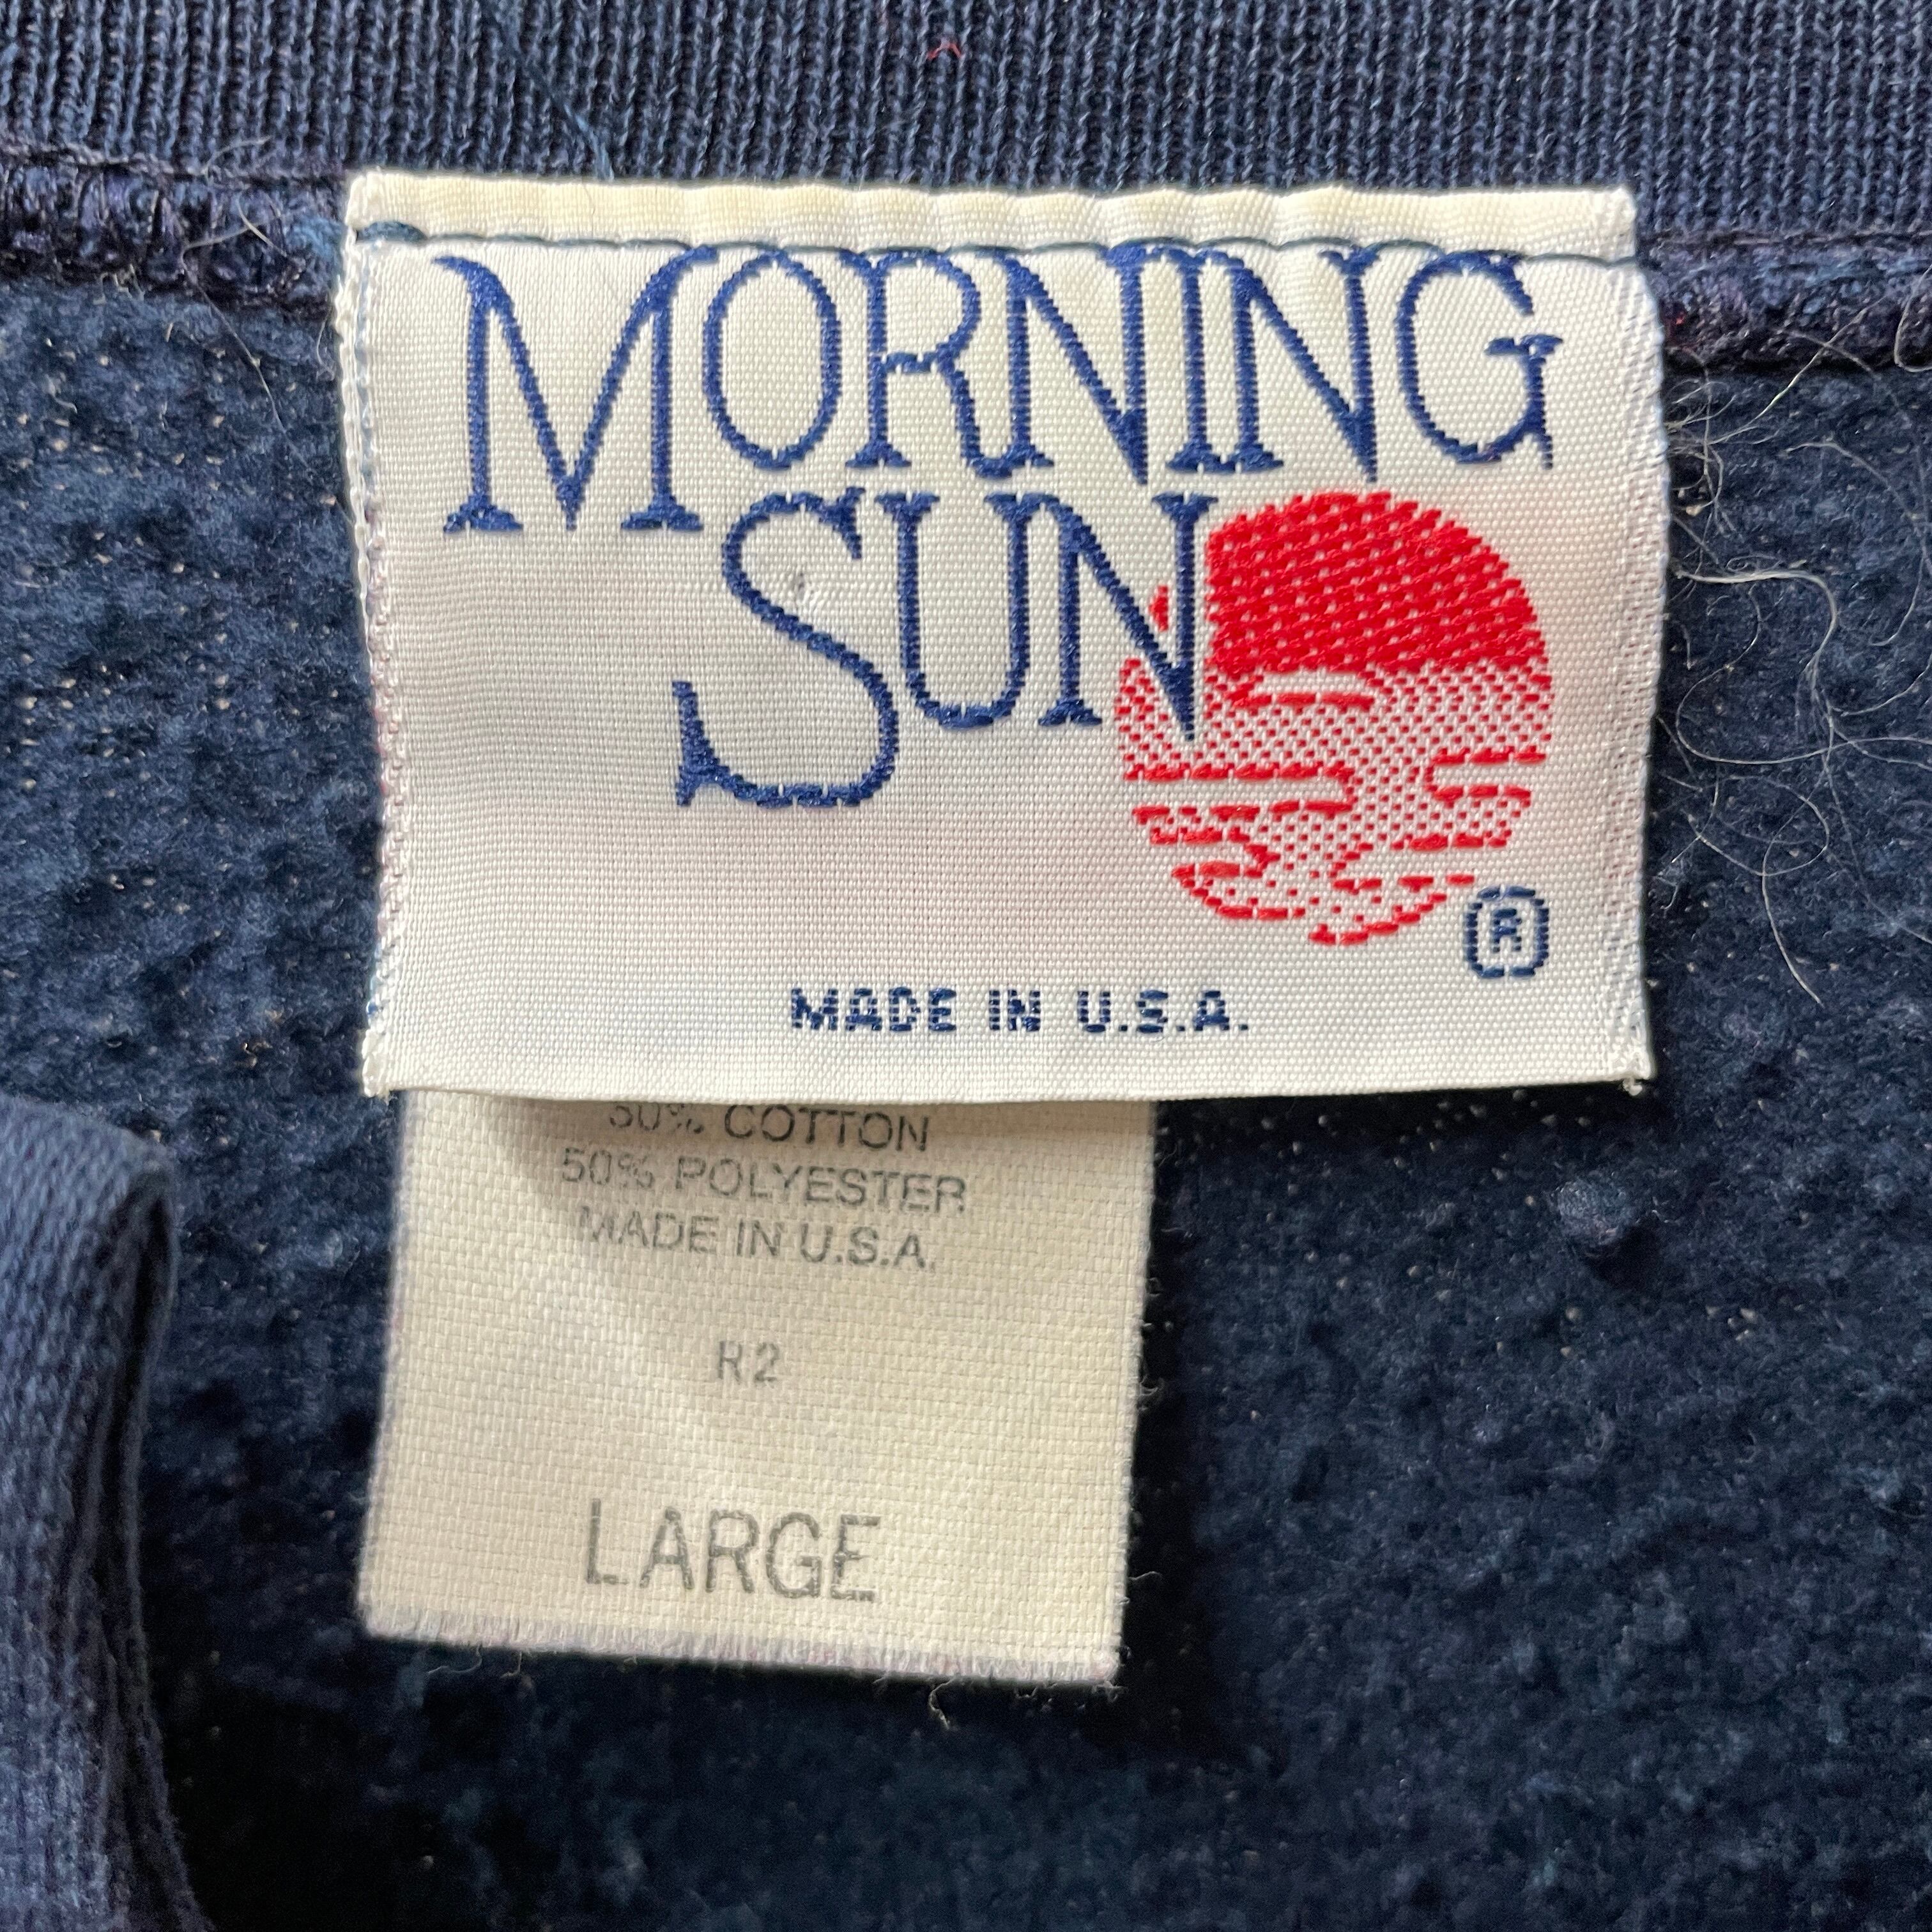 MORNING
SUN
®
MADE IN U.S.A.
50% COTTON
50% POLYESTER
MADE IN U.S.A.
R2
LARGE